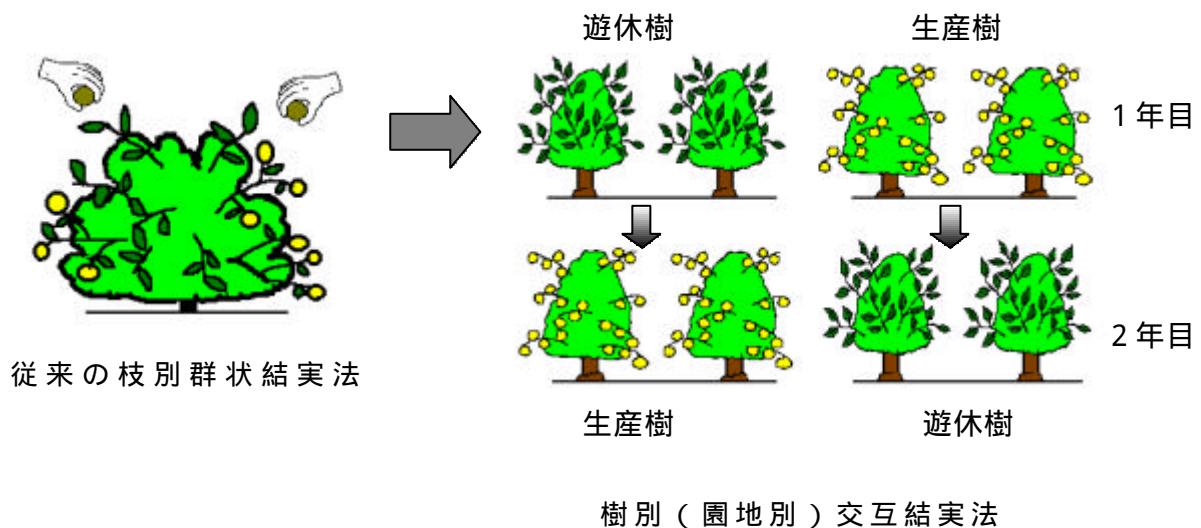 遊休樹
生産樹
1年目
従来の枝別群状結実法
2年目
生産樹
遊休樹
樹別(園地別)交互結実法